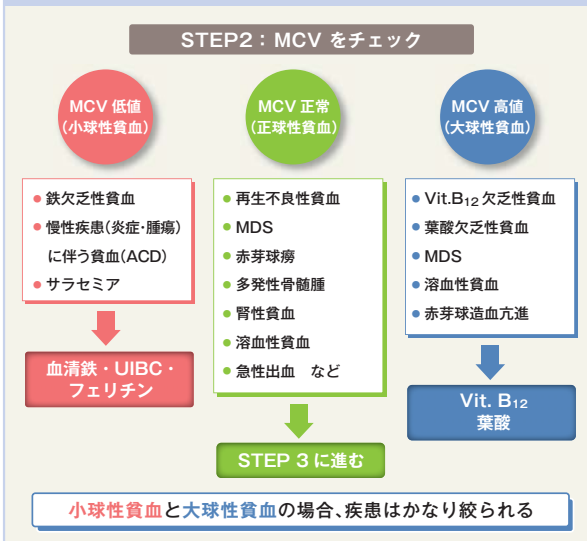 STEP2：MCV をチェック
MCV 低値
（小球性貧血）
● 鉄欠乏性貧血
● 慢性疾患（炎症・腫瘍）
に伴う貧血（ACD）
● サラセミア
血清鉄・UIBC・
フェリチン
MCV 正常
（正球性貧血）
● 再生不良性貧血
● MDS
● 赤芽球癆
● 多発性骨髄腫
● 腎性貧血
● 溶血性貧血
● 急性出血　など
STEP 3 に進む
MCV 高値
（大球性貧血）
● Vit.B₁₂ 欠乏性貧血
● 葉酸欠乏性貧血
● MDS
● 溶血性貧血
● 赤芽球造血亢進
Vit. B₁₂
葉酸
小球性貧血と大球性貧血の場合、疾患はかなり絞られる